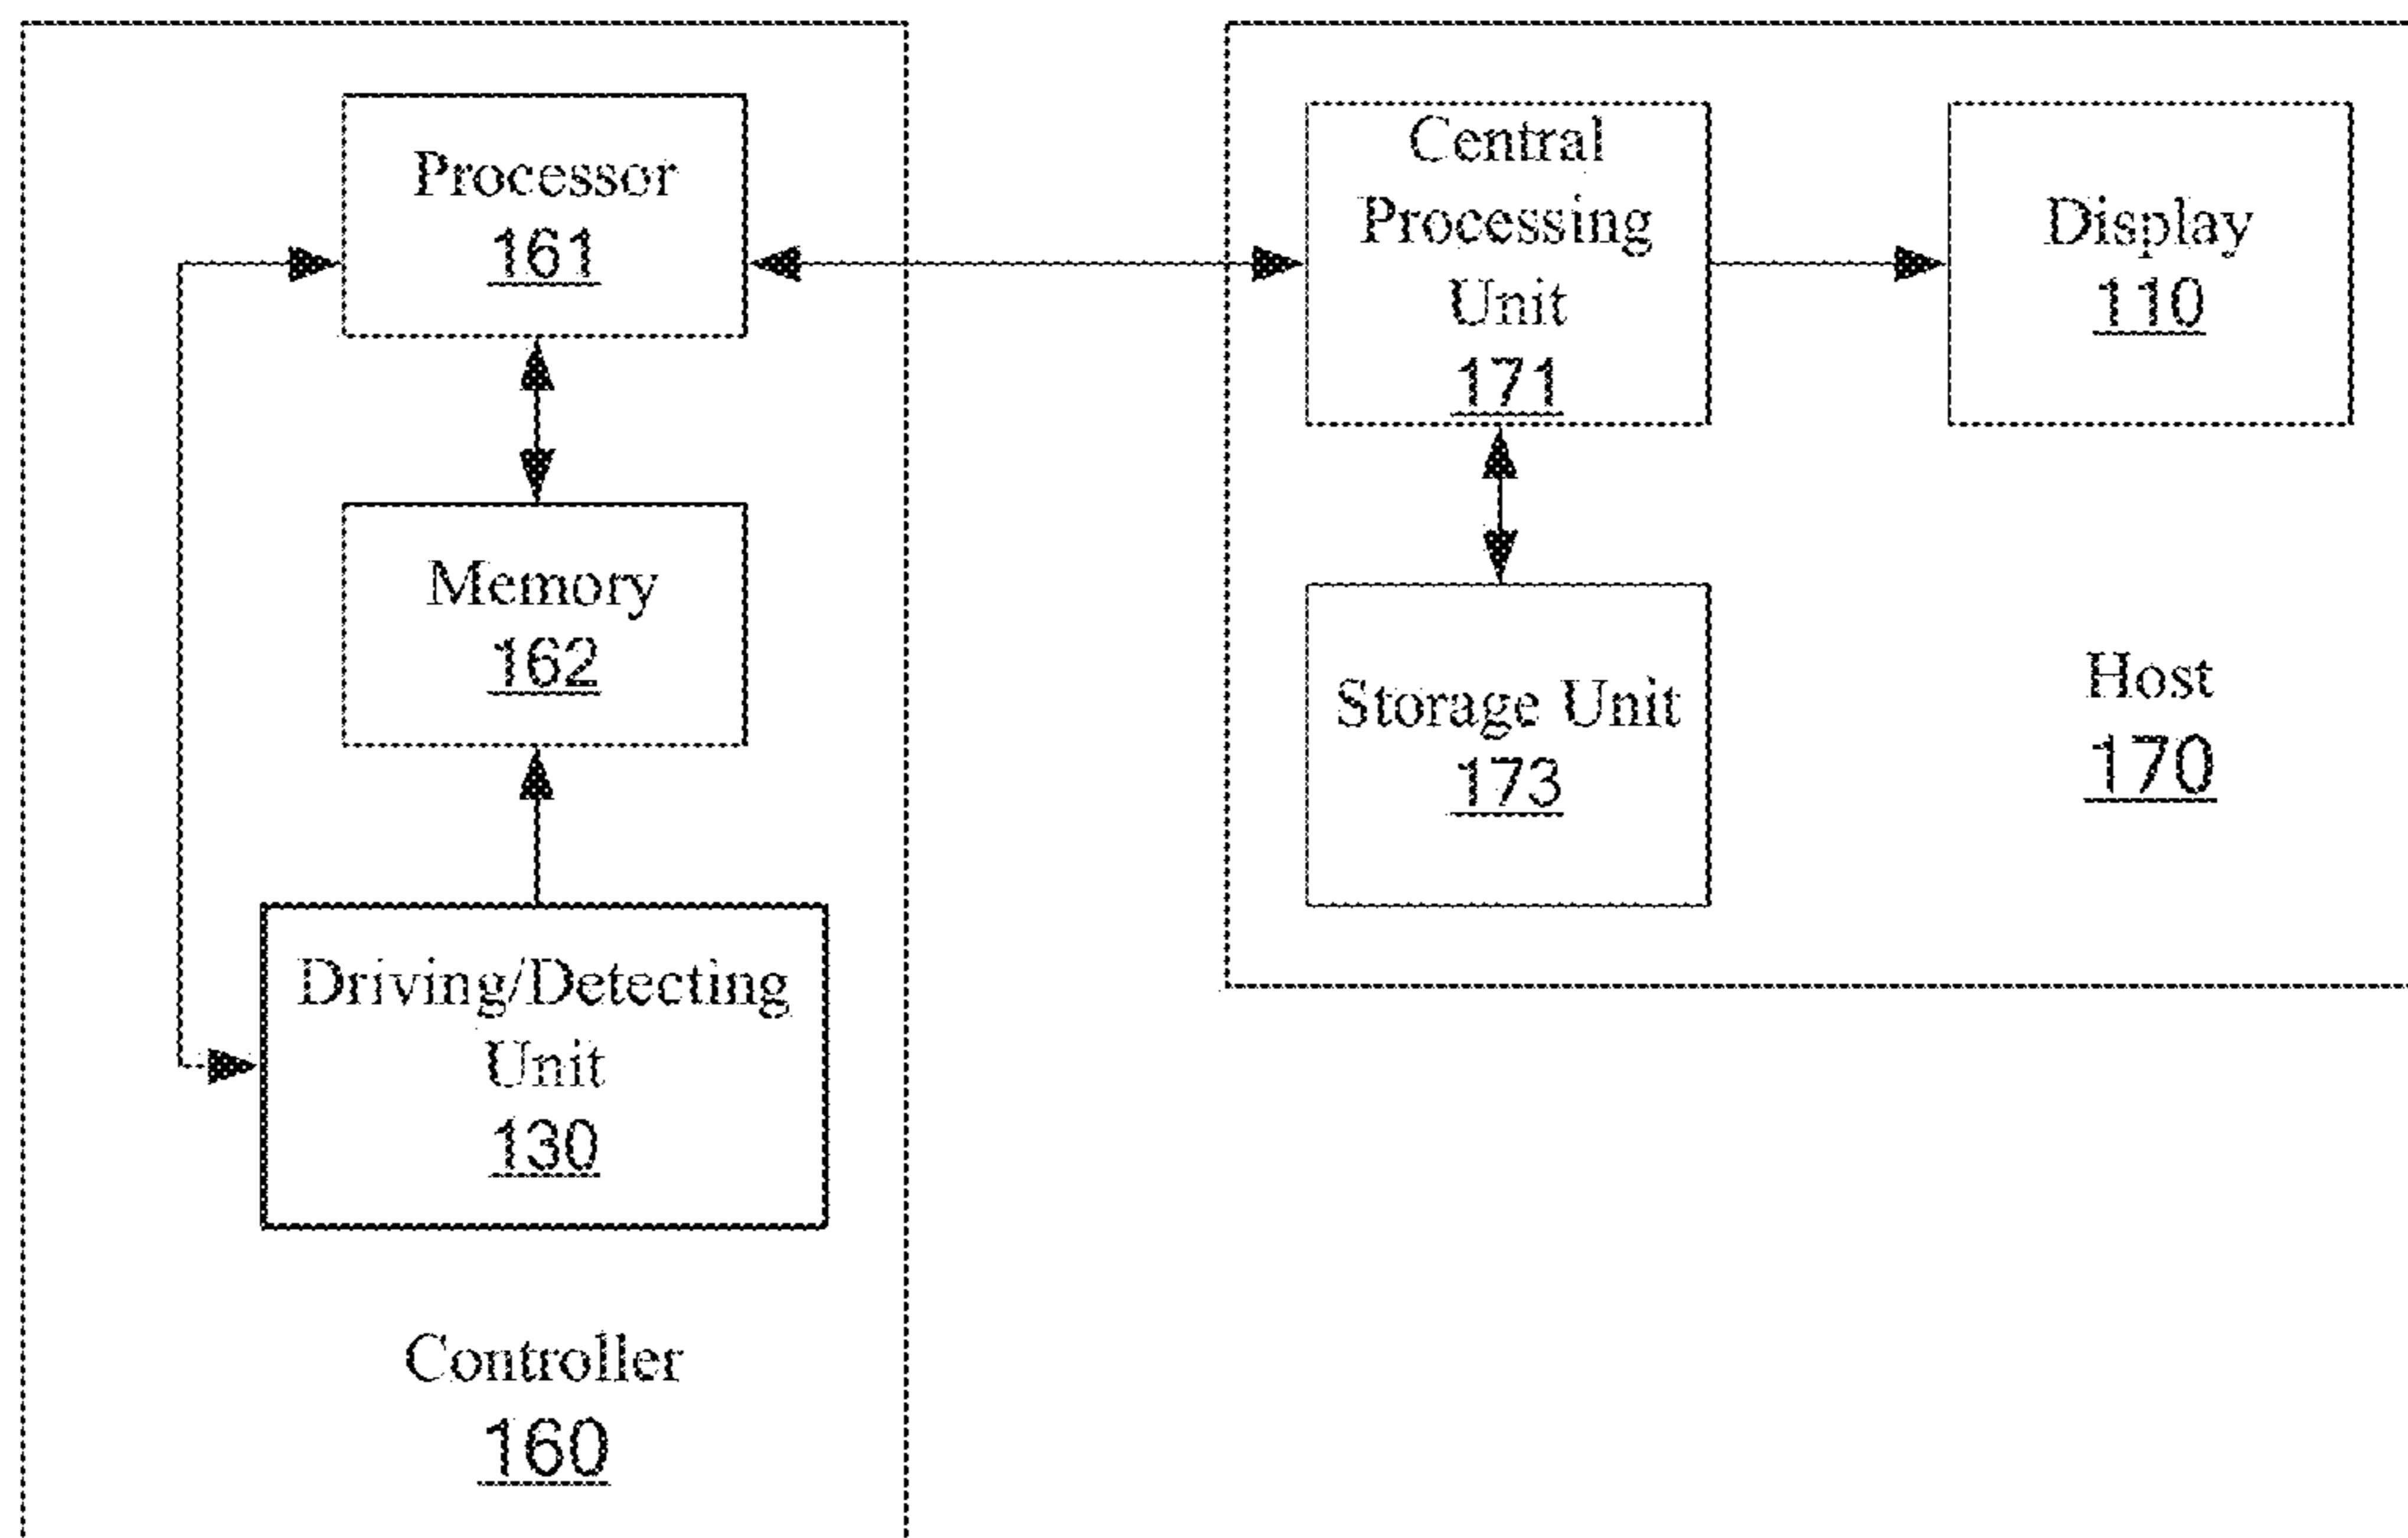 Processor
161
Memory
162
Driving/Detecting
Unit
130
Controller
160
Central
Processing
Unit
171
Display
110
Storage Unit
173
Host
170